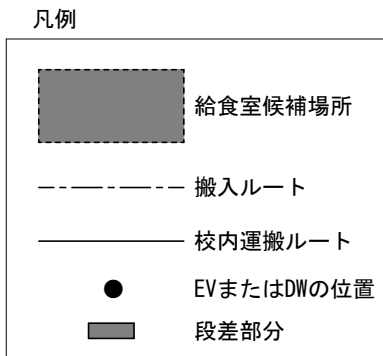 凡例
給食室候補場所
搬入ルート
校内運搬ルート
EVまたはDWの位置
段差部分